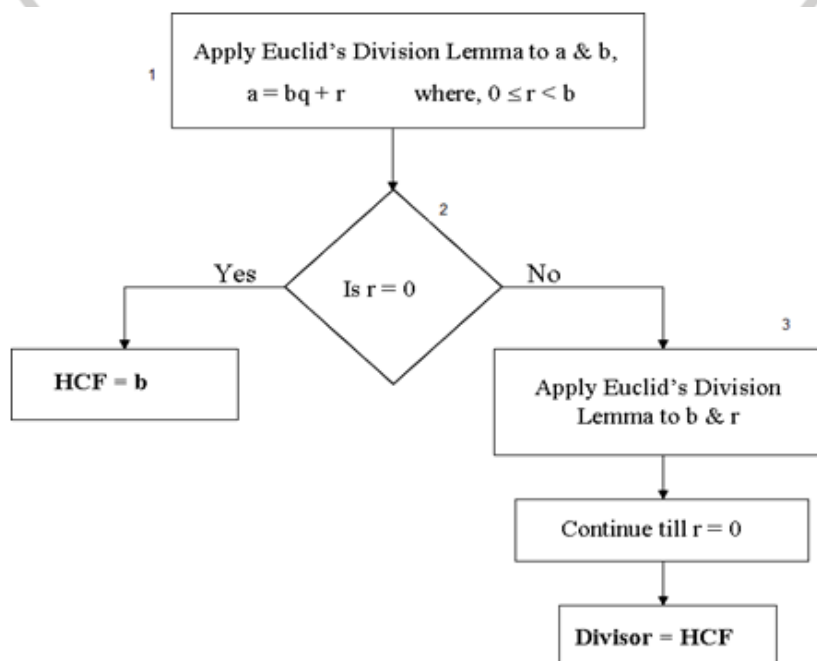 1
Apply Euclid's Division Lemma to a & b,
a = bq + r where, 0 ≤ r < b
2
Yes
Is r = 0
No
3
HCF = b
Apply Euclid's Division
Lemma to b & r
Continue till r = 0
Divisor = HCF